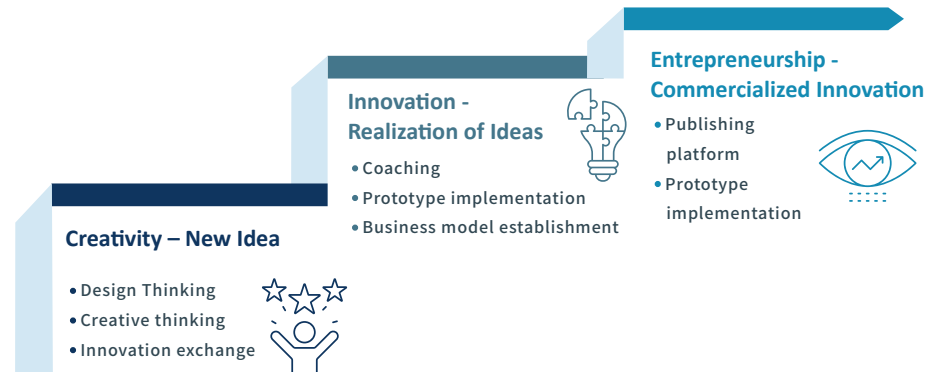 Creativity – New Idea
• Design Thinking
• Creative thinking
• Innovation exchange
Innovation -
Realization of Ideas
• Coaching
• Prototype implementation
• Business model establishment
Entrepreneurship -
Commercialized Innovation
• Publishing
platform
• Prototype
implementation